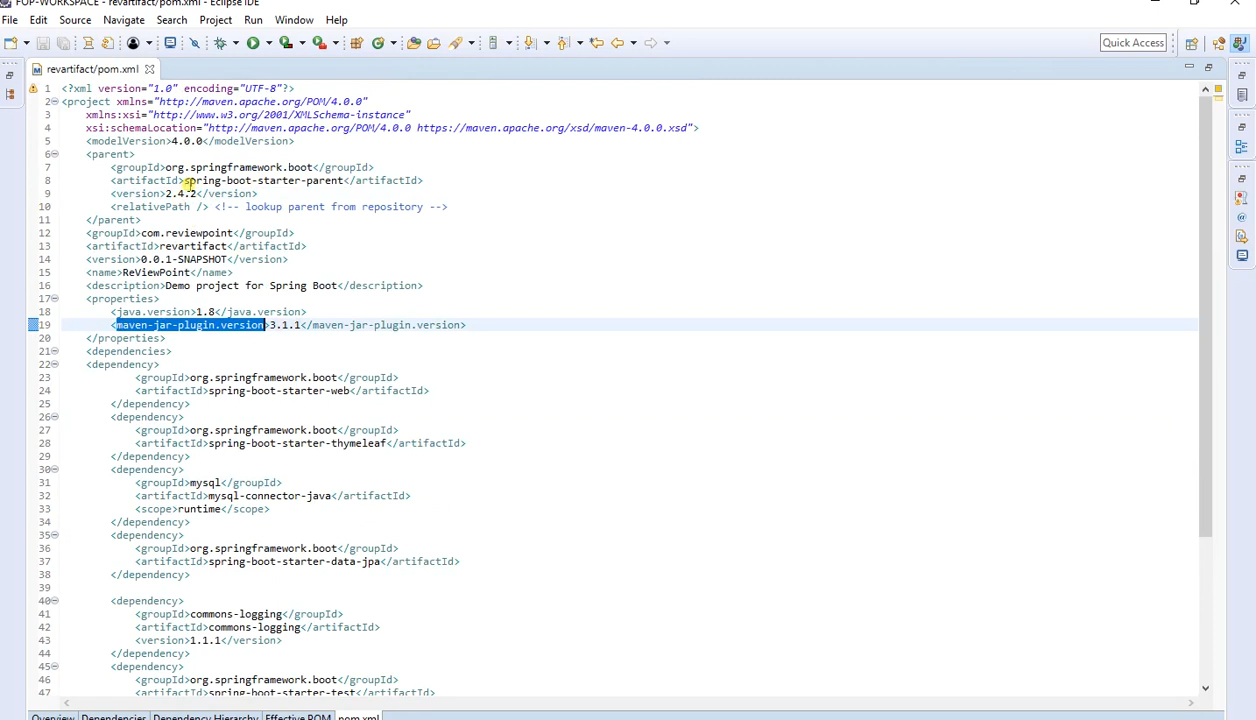 FOP-WORKSPACE - revartifact/pom.xml - Eclipse IDE
File Edit Source Navigate Search Project Run Window Help
Quick Access
revartifact/pom.xml
1 <?xml version="1.0" encoding="UTF-8"?>
2 <project xmlns="http://maven.apache.org/POM/4.0.0"
3 xmlns:xsi="http://www.w3.org/2001/XMLSchema-instance"
4 xsi:schemaLocation="http://maven.apache.org/POM/4.0.0 https://maven.apache.org/xsd/maven-4.0.0.xsd">
5 <modelVersion>4.0.0</modelVersion>
6 <parent>
7 <groupId>org.springframework.boot</groupId>
8 <artifactId>spring-boot-starter-parent</artifactId>
9 <version>2.4.2</version>
10 <relativePath /> <!-- lookup parent from repository -->
11 </parent>
12 <groupId>com.reviewpoint</groupId>
13 <artifactId>revartifact</artifactId>
14 <version>0.0.1-SNAPSHOT</version>
15 <name>ReViewPoint</name>
16 <description>Demo project for Spring Boot</description>
17 <properties>
18 <java.version>1.8</java.version>
19 <maven-jar-plugin.version>3.1.1</maven-jar-plugin.version>
20 </properties>
21 <dependencies>
22 <dependency>
23 <groupId>org.springframework.boot</groupId>
24 <artifactId>spring-boot-starter-web</artifactId>
25 </dependency>
26 <dependency>
27 <groupId>org.springframework.boot</groupId>
28 <artifactId>spring-boot-starter-thymeleaf</artifactId>
29 </dependency>
30 <dependency>
31 <groupId>mysql</groupId>
32 <artifactId>mysql-connector-java</artifactId>
33 <scope>runtime</scope>
34 </dependency>
35 <dependency>
36 <groupId>org.springframework.boot</groupId>
37 <artifactId>spring-boot-starter-data-jpa</artifactId>
38 </dependency>
39
40 <dependency>
41 <groupId>commons-logging</groupId>
42 <artifactId>commons-logging</artifactId>
43 <version>1.1.1</version>
44 </dependency>
45 <dependency>
46 <groupId>org.springframework.boot</groupId>
47 <artifactId>spring-boot-starter-test</artifactId>
Overview Dependencies Dependency Hierarchy Effective POM pom.xml